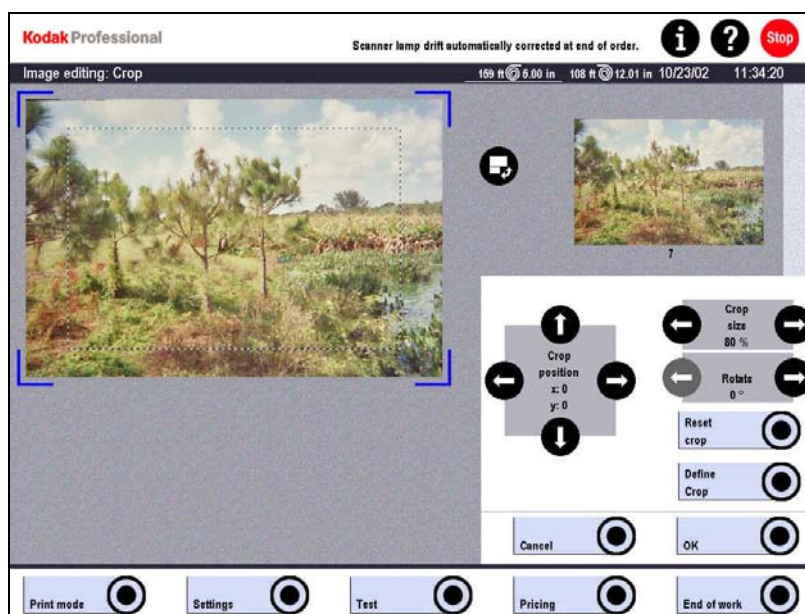 Kodak Professional
Scanner lamp drift automatically corrected at end of order.
i ? Stop
Image editing: Crop
159 ft 5.00 in 108 ft 12.01 in 10/23/02 11:34:20
7
Crop
position
x: 0
y: 0
Crop
size
80 %
Rotate
0 °
Reset
crop
Define
Crop
Cancel
OK
Print mode
Settings
Test
Pricing
End of work